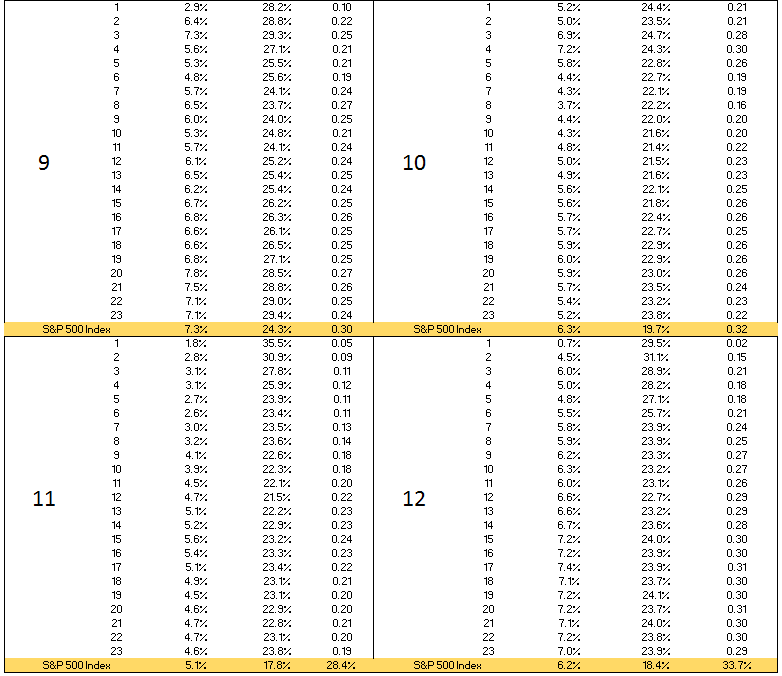 1 2.9% 28.2% 0.10 1 5.2% 24.4% 0.21
2 6.4% 28.8% 0.22 2 5.0% 23.5% 0.21
3 7.3% 29.3% 0.25 3 6.9% 24.7% 0.28
4 5.6% 27.1% 0.21 4 7.2% 24.3% 0.30
5 5.3% 25.5% 0.21 5 5.8% 22.8% 0.26
6 4.8% 25.6% 0.19 6 4.4% 22.7% 0.19
7 5.7% 24.1% 0.24 7 4.3% 22.1% 0.19
8 6.5% 23.7% 0.27 8 3.7% 22.2% 0.16
9 6.0% 24.0% 0.25 9 4.4% 22.0% 0.20
10 5.3% 24.8% 0.21 10 4.3% 21.6% 0.20
11 5.7% 24.1% 0.24 11 4.8% 21.4% 0.22
9 12 6.1% 25.2% 0.24 10 12 5.0% 21.5% 0.23
13 6.5% 25.4% 0.25 13 4.9% 21.6% 0.23
14 6.2% 25.4% 0.24 14 5.6% 22.1% 0.25
15 6.7% 26.2% 0.25 15 5.6% 21.8% 0.26
16 6.8% 26.3% 0.26 16 5.7% 22.4% 0.26
17 6.6% 26.1% 0.25 17 5.7% 22.7% 0.25
18 6.6% 26.5% 0.25 18 5.9% 22.9% 0.26
19 6.8% 27.1% 0.25 19 6.0% 22.9% 0.26
20 7.8% 28.5% 0.27 20 5.9% 23.0% 0.26
21 7.5% 28.8% 0.26 21 5.7% 23.5% 0.24
22 7.1% 29.0% 0.25 22 5.4% 23.2% 0.23
23 7.1% 29.4% 0.24 23 5.2% 23.8% 0.22
S&P 500 Index 7.3% 24.3% 0.30 S&P 500 Index 6.3% 19.7% 0.32
1 1.8% 35.5% 0.05 1 0.7% 29.5% 0.02
2 2.8% 30.9% 0.09 2 4.5% 31.1% 0.15
3 3.1% 27.8% 0.11 3 6.0% 28.9% 0.21
4 3.1% 25.9% 0.12 4 5.0% 28.2% 0.18
5 2.7% 23.9% 0.11 5 4.8% 27.1% 0.18
6 2.6% 23.4% 0.11 6 5.5% 25.7% 0.21
7 3.0% 23.5% 0.13 7 5.8% 23.9% 0.24
8 3.2% 23.6% 0.14 8 5.9% 23.9% 0.25
9 4.1% 22.6% 0.18 9 6.2% 23.3% 0.27
10 3.9% 22.3% 0.18 10 6.3% 23.2% 0.27
11 4.5% 22.1% 0.20 11 6.0% 23.1% 0.26
11 12 4.7% 21.5% 0.22 12 12 6.6% 22.7% 0.29
13 5.1% 22.2% 0.23 13 6.6% 23.2% 0.29
14 5.2% 22.9% 0.23 14 6.7% 23.6% 0.28
15 5.6% 23.2% 0.24 15 7.2% 24.0% 0.30
16 5.4% 23.3% 0.23 16 7.2% 23.9% 0.30
17 5.1% 23.4% 0.22 17 7.4% 23.9% 0.31
18 4.9% 23.1% 0.21 18 7.1% 23.7% 0.30
19 4.5% 23.1% 0.20 19 7.2% 24.1% 0.30
20 4.6% 22.9% 0.20 20 7.2% 23.7% 0.31
21 4.7% 22.8% 0.21 21 7.1% 24.0% 0.30
22 4.7% 23.1% 0.20 22 7.2% 23.8% 0.30
23 4.6% 23.8% 0.19 23 7.0% 23.9% 0.29
S&P 500 Index 5.1% 17.8% 28.4% S&P 500 Index 6.2% 18.4% 33.7%